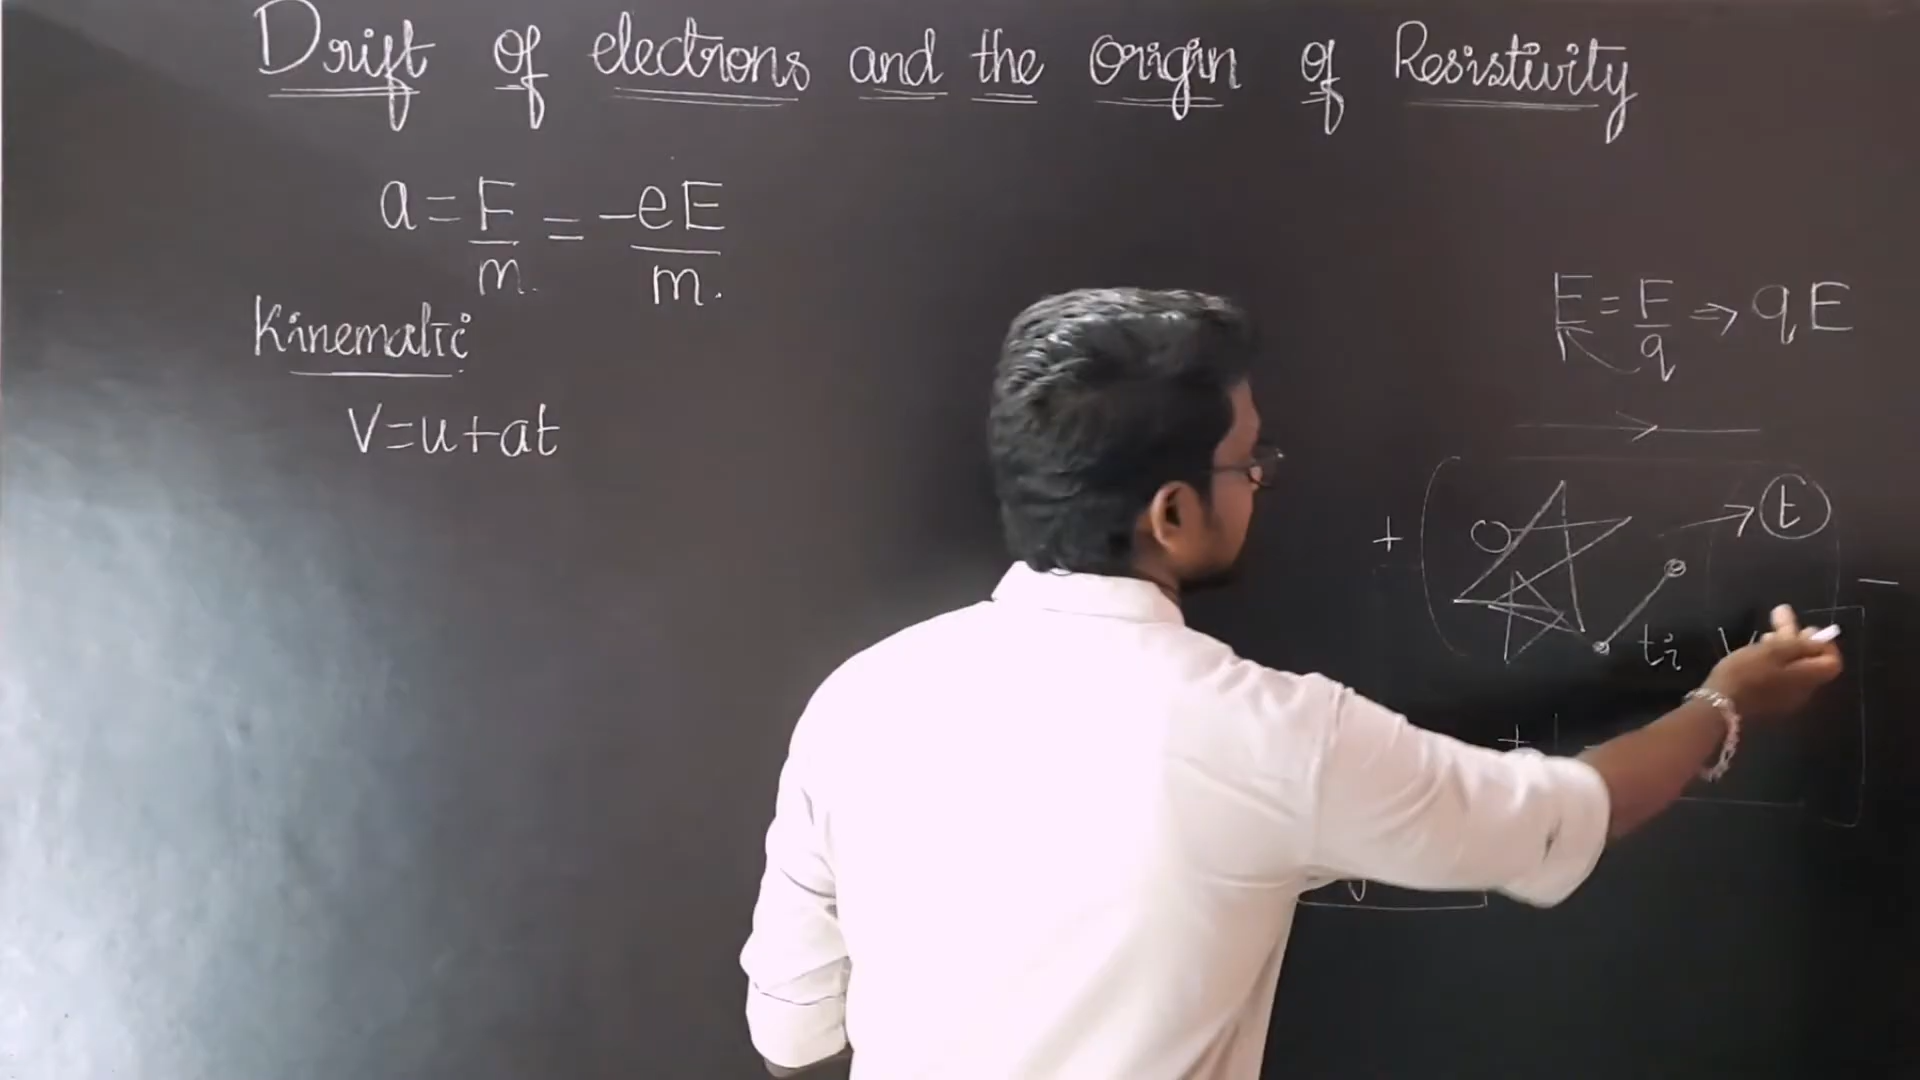 Drift of electrons and the Origin of Resistivity
a = F/m = -eE/m.
Kinematic
V=u+at
E = F/q ⇒ qE
+ t −
ti V
+ −